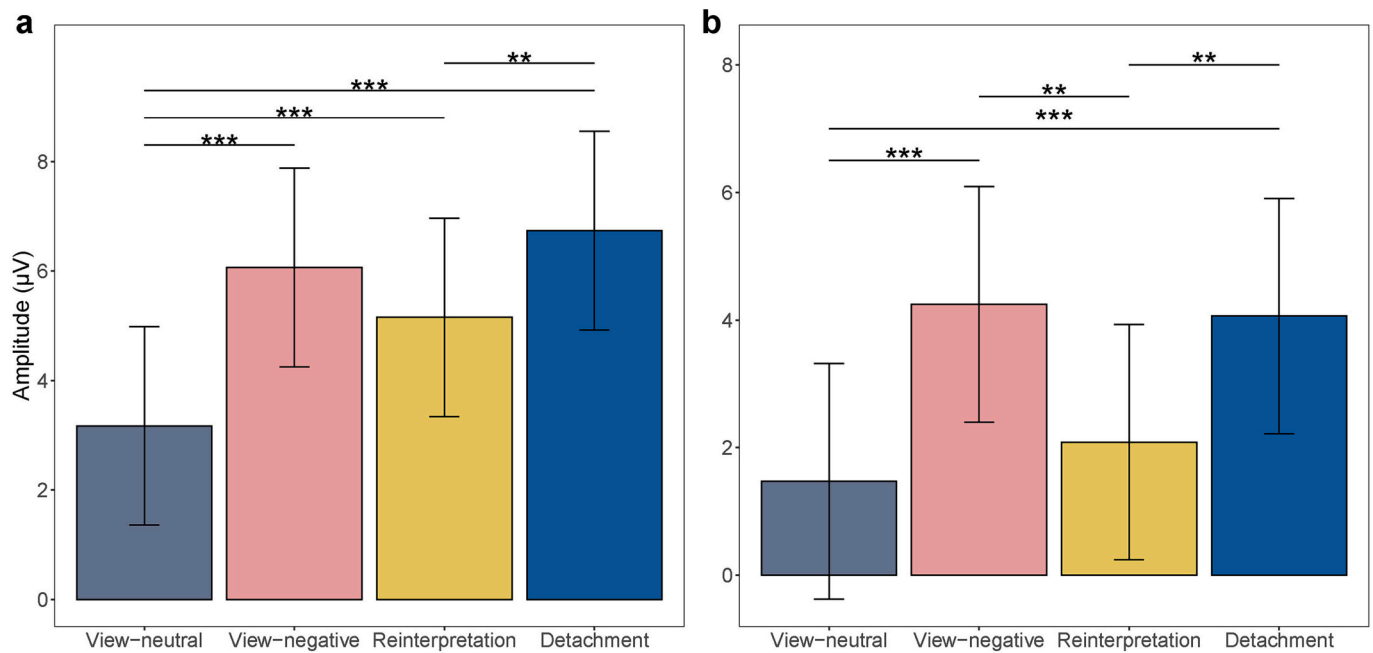 a
**
***
***
***
8
6
4
2
0
Amplitude (μV)
View−neutral
View−negative
Reinterpretation
Detachment
b
**
**
***
***
8
6
4
2
0
View−neutral
View−negative
Reinterpretation
Detachment